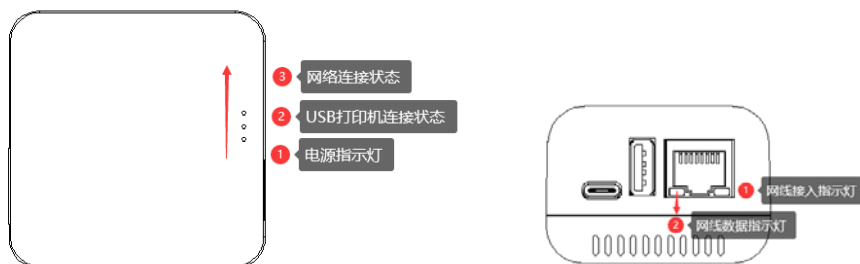 3 网络连接状态
2 USB打印机连接状态
1 电源指示灯
1 网线接入指示灯
2 网线数据指示灯